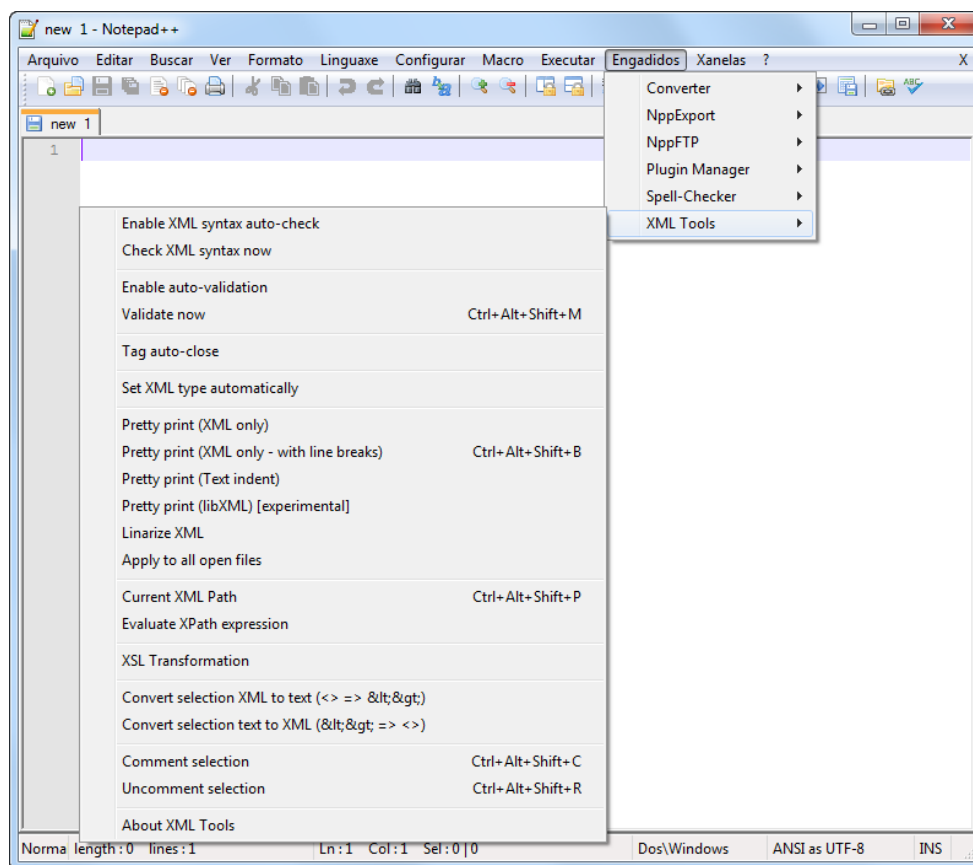 new 1 - Notepad++
Arquivo Editar Buscar Ver Formato Linguaxe Configurar Macro Executar Engadidos Xanelas ? X
new 1
1
Converter
NppExport
NppFTP
Plugin Manager
Spell-Checker
XML Tools
Enable XML syntax auto-check
Check XML syntax now
Enable auto-validation
Validate now Ctrl+Alt+Shift+M
Tag auto-close
Set XML type automatically
Pretty print (XML only)
Pretty print (XML only - with line breaks) Ctrl+Alt+Shift+B
Pretty print (Text indent)
Pretty print (libXML) [experimental]
Linarize XML
Apply to all open files
Current XML Path Ctrl+Alt+Shift+P
Evaluate XPath expression
XSL Transformation
Convert selection XML to text (<> => &lt;&gt;)
Convert selection text to XML (&lt;&gt; => <>)
Comment selection Ctrl+Alt+Shift+C
Uncomment selection Ctrl+Alt+Shift+R
About XML Tools
Norma length:0 lines:1 Ln:1 Col:1 Sel:0|0 Dos\Windows ANSI as UTF-8 INS